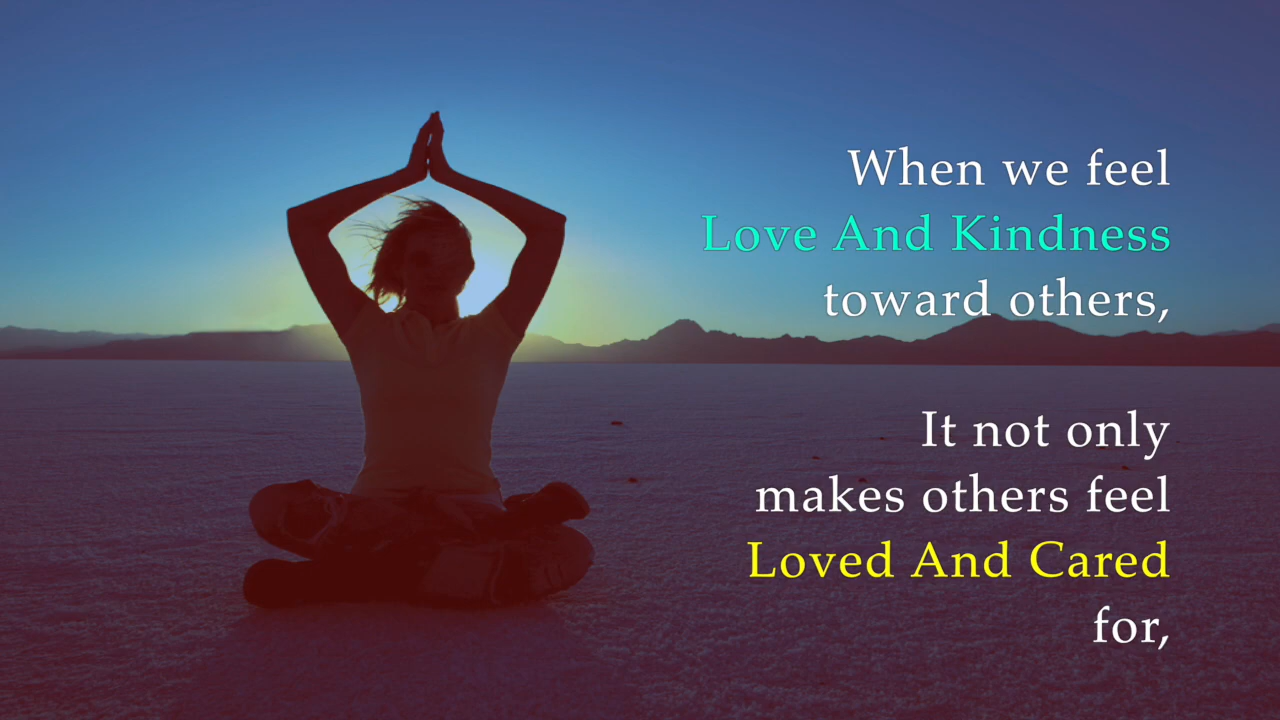 When we feel
Love And Kindness
toward others,
It not only
makes others feel
Loved And Cared
for,